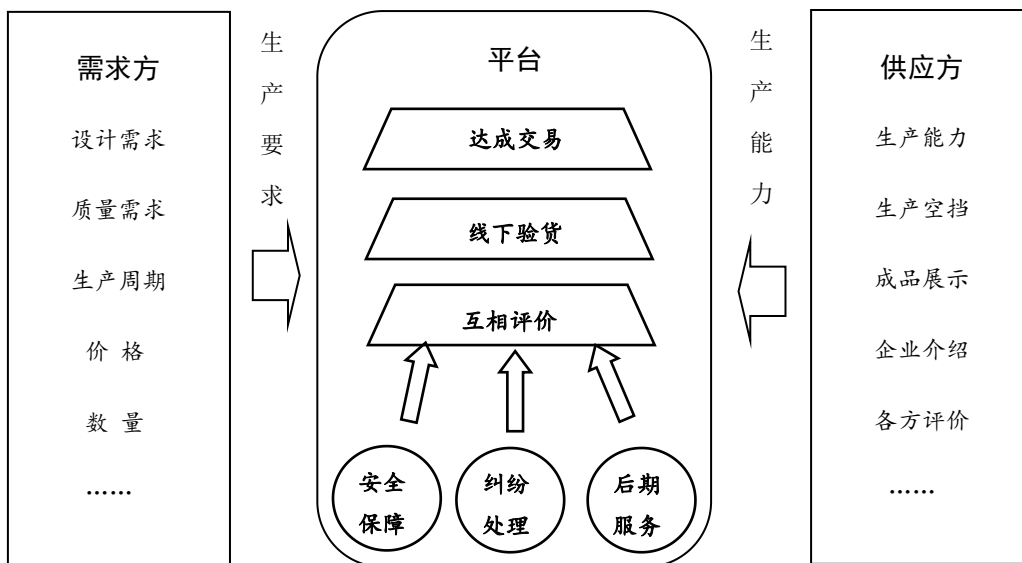 需求方
设计需求
质量需求
生产周期
价 格
数 量
……
生产要求
平台
达成交易
线下验货
互相评价
安全
保障
纠纷
处理
后期
服务
生产能力
供应方
生产能力
生产空挡
成品展示
企业介绍
各方评价
……